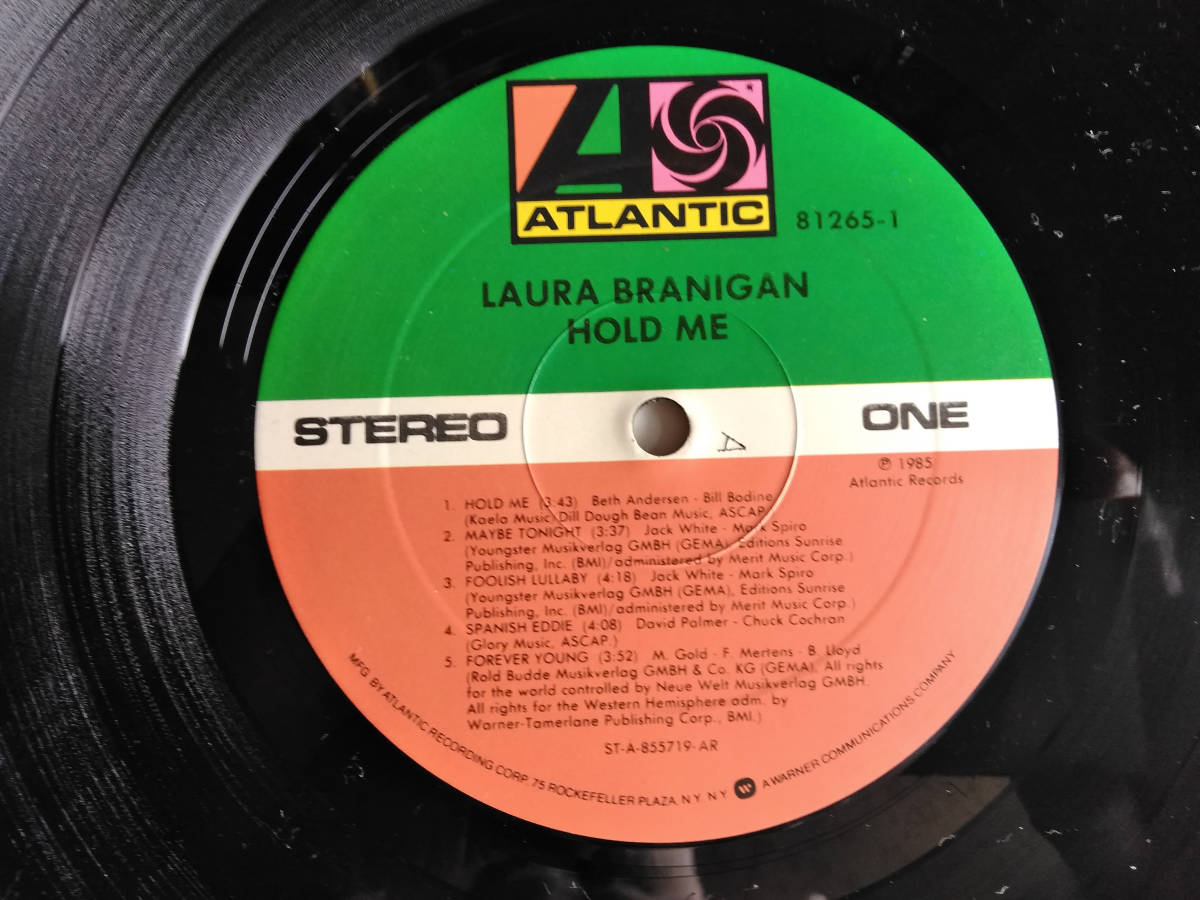 ATLANTIC
81265-1
LAURA BRANIGAN
HOLD ME
STEREO
ONE
℗ 1985
Atlantic Records
1. HOLD ME (3:43) Beth Andersen - Bill Bodine
(Kaela Music/Dill Dough Bean Music, ASCAP)
2. MAYBE TONIGHT (3:37) Jack White - Mark Spiro
(Youngster Musikverlag GMBH (GEMA), Editions Sunrise
Publishing, Inc. (BMI)/administered by Merit Music Corp.)
3. FOOLISH LULLABY (4:18) Jack White - Mark Spiro
(Youngster Musikverlag GMBH (GEMA), Editions Sunrise
Publishing, Inc. (BMI)/administered by Merit Music Corp.)
4. SPANISH EDDIE (4:08) David Palmer - Chuck Cochran
(Glory Music, ASCAP.)
5. FOREVER YOUNG (3:52) M. Gold - F. Mertens - B. Lloyd
(Rold Budde Musikverlag GMBH & Co. KG (GEMA). All rights
for the world controlled by Neue Welt Musikverlag GMBH.
All rights for the Western Hemisphere adm. by
Warner-Tamerlane Publishing Corp., BMI.)
ST-A-855719-AR
MFG. BY ATLANTIC RECORDING CORP. 75 ROCKEFELLER PLAZA, N.Y. N.Y. A WARNER COMMUNICATIONS COMPANY